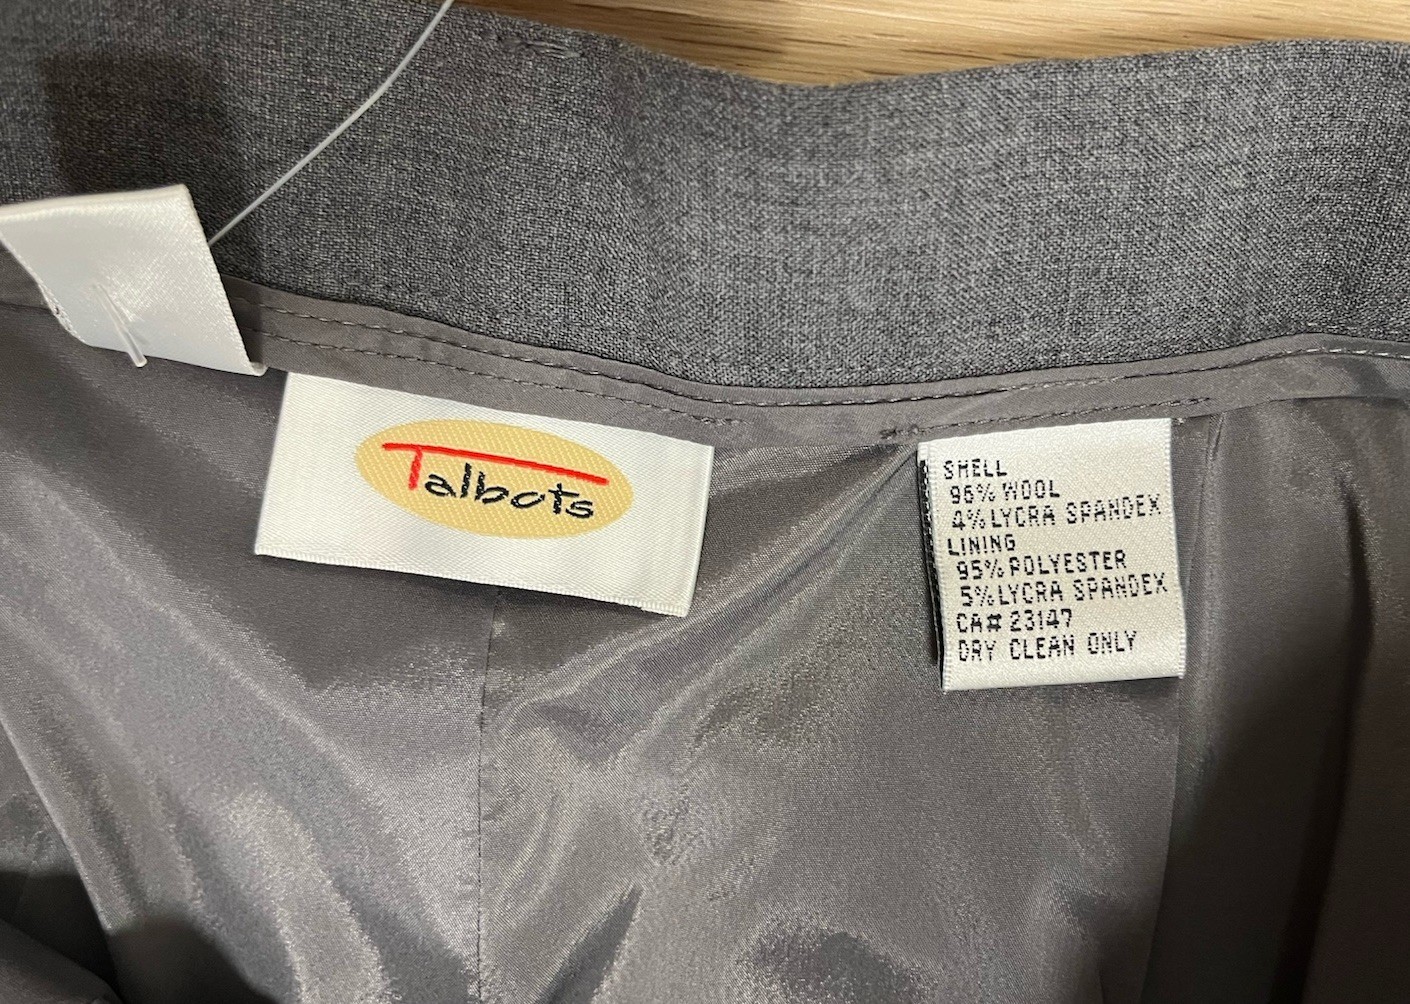 Talbots
SHELL
96% WOOL
4% LYCRA SPANDEX
LINING
95% POLYESTER
5% LYCRA SPANDEX
CA# 23147
DRY CLEAN ONLY